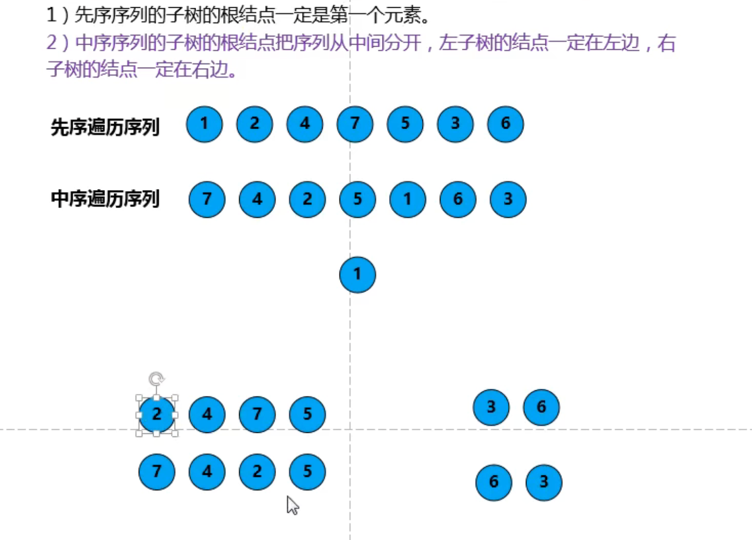 1）先序序列的子树的根结点一定是第一个元素。
2）中序序列的子树的根结点把序列从中间分开，左子树的结点一定在左边，右
子树的结点一定在右边。
先序遍历序列 1 2 4 7 5 3 6
中序遍历序列 7 4 2 5 1 6 3
1
2 4 7 5 3 6
7 4 2 5 6 3